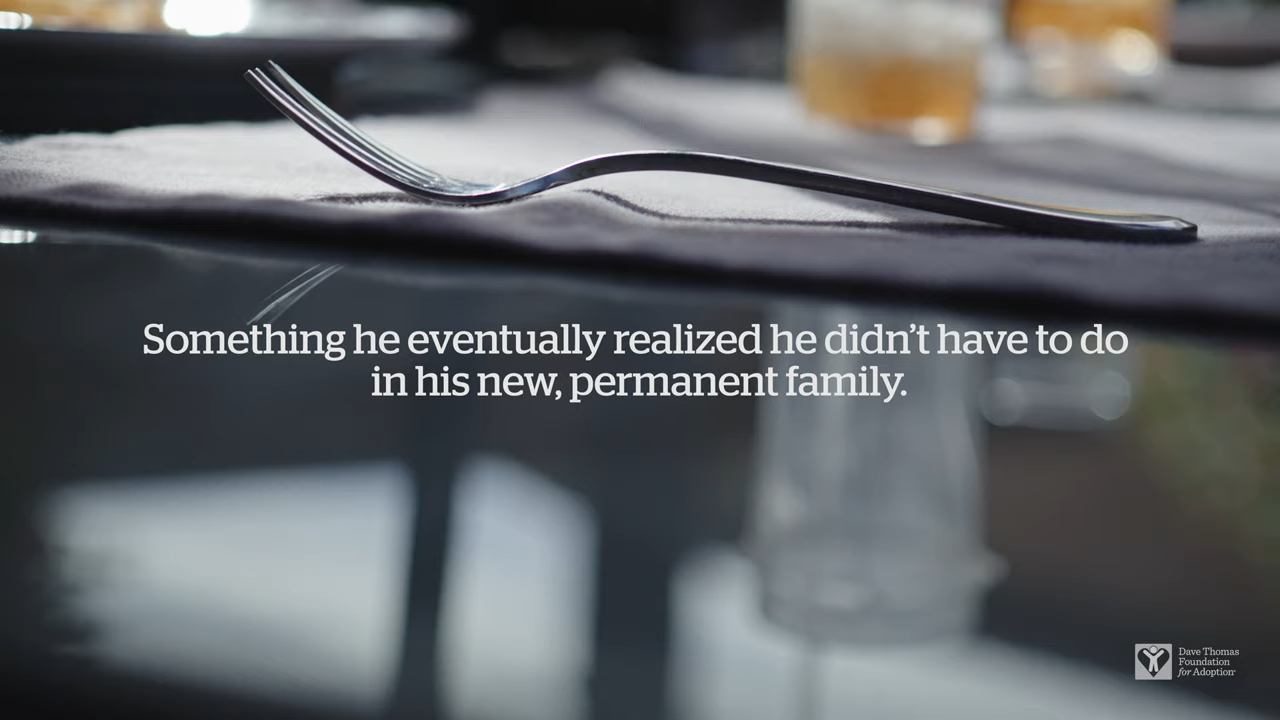 Something he eventually realized he didn't have to do
in his new, permanent family.
Dave Thomas
Foundation
for Adoption